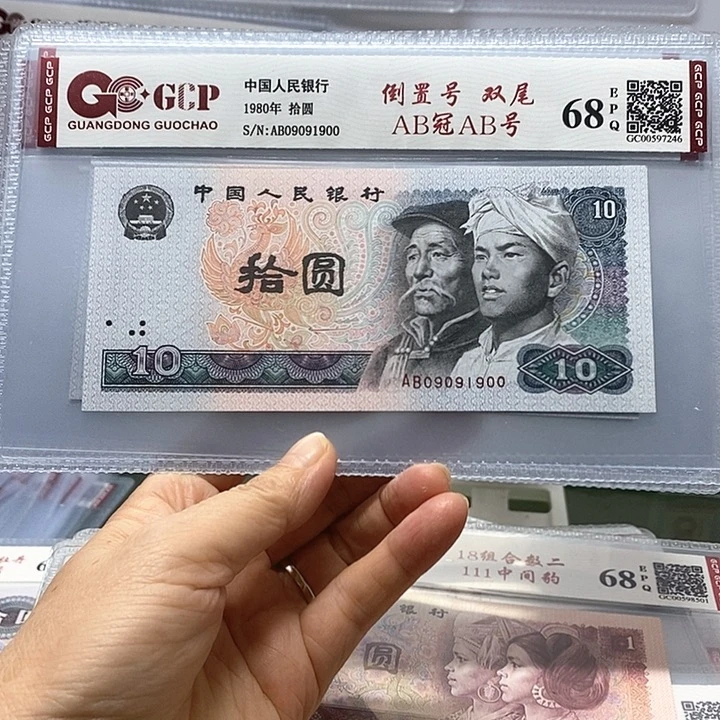 GCP GCP GCP
GC GCP
GUANGDONG GUOCHAO
中国人民银行
1980年 拾圆
S/N:AB09091900
倒置号 双尾
AB冠AB号
68
EPQ
GC00597246
GCP GCP GCP
中国人民银行
10
拾圆
10
AB09091900
10
18组合数二
111中间豹
68
EPQ
GC00598501
银行
圆
1